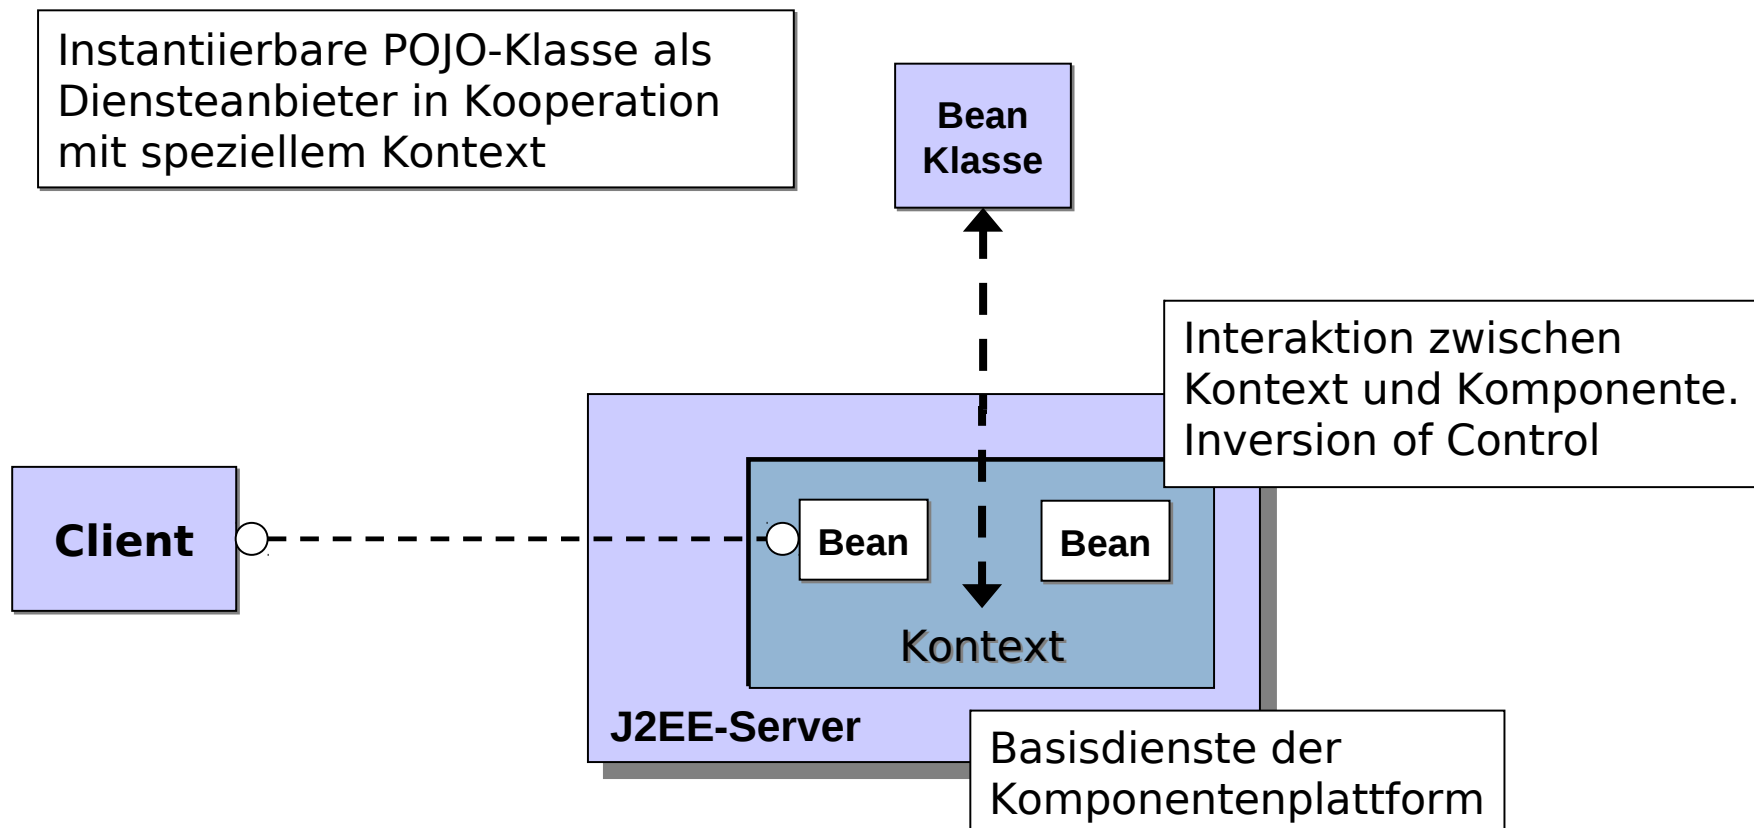 Instantiierbare POJO-Klasse als
Diensteanbieter in Kooperation
mit speziellem Kontext
Bean
Klasse
Interaktion zwischen
Kontext und Komponente.
Inversion of Control
Client
Bean
Bean
Kontext
J2EE-Server
Basisdienste der
Komponentenplattform